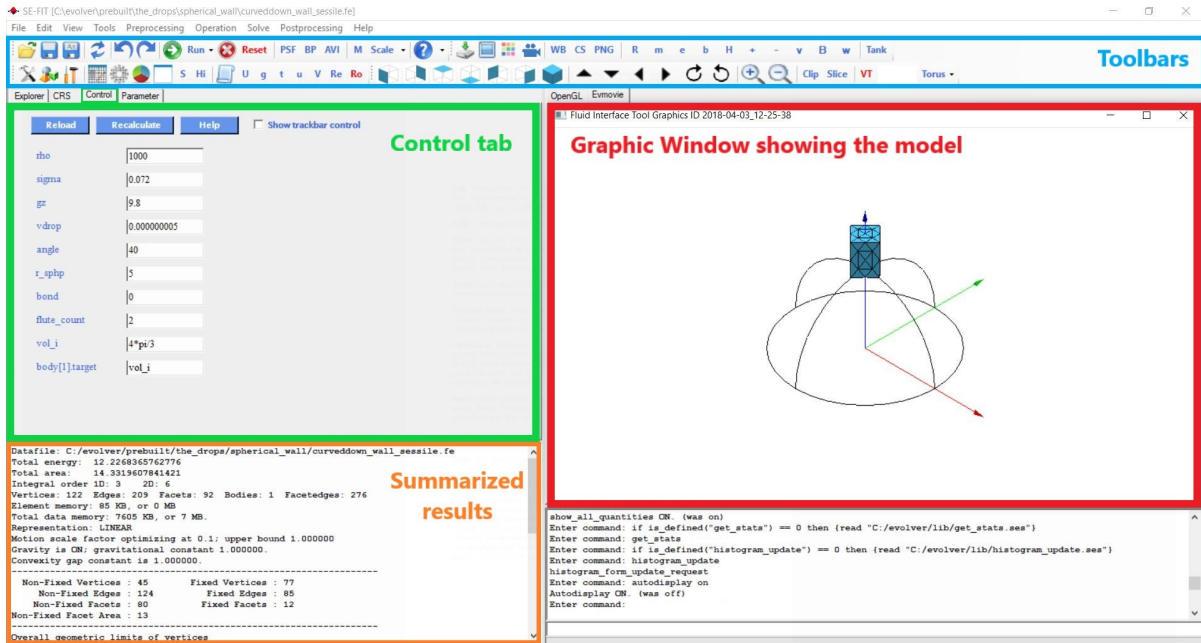 SE-FIT [C:\evolver\prebuilt\the_drops\spherical_wall\curveddown_wall_sessile.fe]
File Edit View Tools Preprocessing Operation Solve Postprocessing Help
Run Reset PSF BP AVI M Scale WB CS PNG R m e b H + - v B w Tank
S Hi U g t u V Re Ro Clip Slice VT Torus
Toolbars
Explorer CRS Control Parameter
OpenGL Evmovie
Reload Recalculate Help Show trackbar control
Control tab
rho 1000
sigma 0.072
gz 9.8
vdrop 0.000000005
angle 40
r_sphp 5
bond 0
flute_count 2
vol_i 4*pi/3
body[1].target vol_i
Fluid Interface Tool Graphics ID 2018-04-03_12-25-38
Graphic Window showing the model
Datafile: C:/evolver/prebuilt/the_drops/spherical_wall/curveddown_wall_sessile.fe
Total energy: 12.2268365762776
Total area: 14.3319607841421
Integral order 1D: 3 2D: 6
Vertices: 122 Edges: 209 Facets: 92 Bodies: 1 Facetedges: 276
Element memory: 85 KB, or 0 MB
Total data memory: 7605 KB, or 7 MB.
Representation: LINEAR
Motion scale factor optimizing at 0.1; upper bound 1.000000
Gravity is ON; gravitational constant 1.000000.
Convexity gap constant is 1.000000.
Non-Fixed Vertices : 45 Fixed Vertices : 77
Non-Fixed Edges : 124 Fixed Edges : 85
Non-Fixed Facets : 80 Fixed Facets : 12
Non-Fixed Facet Area : 13
Overall geometric limits of vertices
Summarized
results
show_all_quantities ON. (was on)
Enter command: if is_defined("get_stats") == 0 then {read "C:/evolver/lib/get_stats.ses"}
Enter command: get_stats
Enter command: if is_defined("histogram_update") == 0 then {read "C:/evolver/lib/histogram_update.ses"}
Enter command: histogram_update
histogram_form_update_request
Enter command: autodisplay on
Autodisplay ON. (was off)
Enter command: